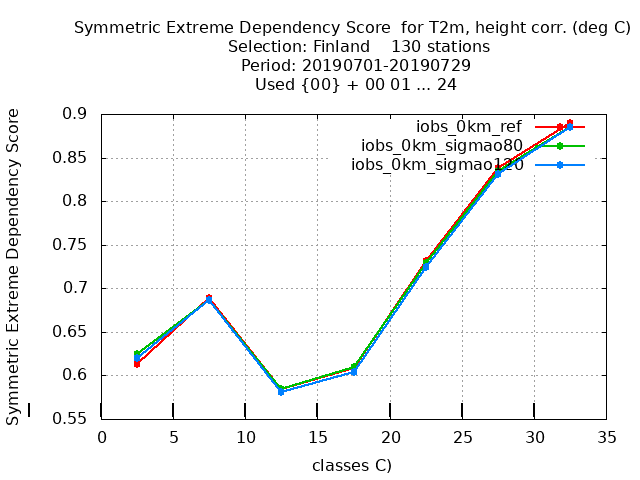 Symmetric Extreme Dependency Score  for T2m, height corr. (deg C)
Selection: Finland    130 stations
Period: 20190701-20190729
Used {00} + 00 01 ... 24
Symmetric Extreme Dependency Score
0.9
0.85
0.8
0.75
0.7
0.65
0.6
0.55
iobs_0km_ref
iobs_0km_sigmao80
iobs_0km_sigmao120
0 5 10 15 20 25 30 35
classes C)